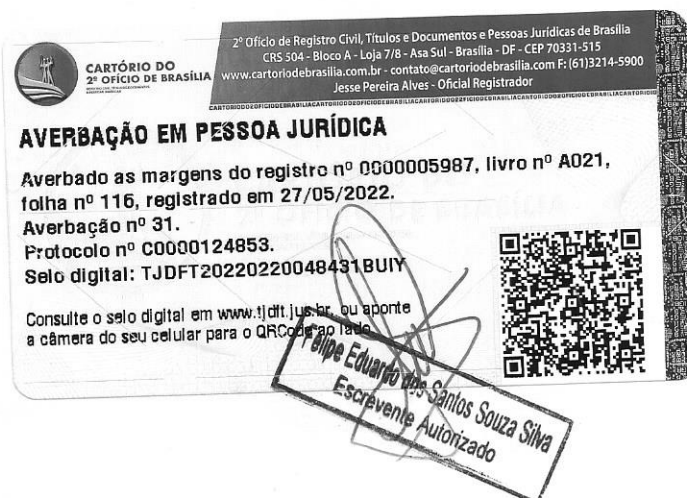 CARTÓRIO DO
2º OFÍCIO DE BRASÍLIA
2º Ofício de Registro Civil, Títulos e Documentos e Pessoas Jurídicas de Brasília
CRS 504 - Bloco A - Loja 7/8 - Asa Sul - Brasília - DF - CEP 70331-515
www.cartoriodebrasilia.com.br - contato@cartoriodebrasilia.com F: (61)3214-5900
Jesse Pereira Alves - Oficial Registrador
AVERBAÇÃO EM PESSOA JURÍDICA
Averbado as margens do registro nº 0000005987, livro nº A021,
folha nº 116, registrado em 27/05/2022.
Averbação nº 31.
Protocolo nº C0000124853.
Selo digital: TJDFT20220220048431BUIY
Consulte o selo digital em www.tjdft.jus.br, ou aponte
a câmera do seu celular para o QRCode ao lado
Felipe Eduardo dos Santos Souza Silva
Escrevente Autorizado